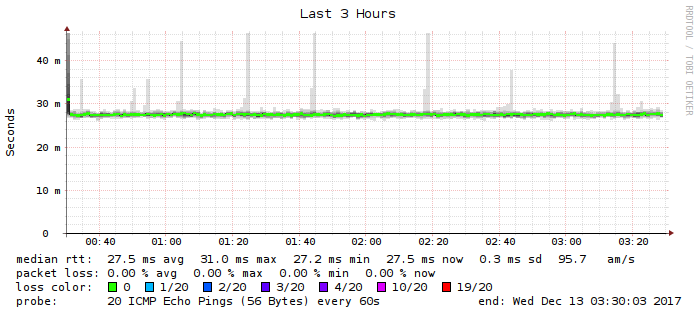 Last 3 Hours
RRDTOOL / TOBI OETIKER
Seconds
40 m
30 m
20 m
10 m
0
00:40 01:00 01:20 01:40 02:00 02:20 02:40 03:00 03:20
median rtt: 27.5 ms avg 31.0 ms max 27.2 ms min 27.5 ms now 0.3 ms sd 95.7 am/s
packet loss: 0.00 % avg 0.00 % max 0.00 % min 0.00 % now
loss color: 0 1/20 2/20 3/20 4/20 10/20 19/20
probe: 20 ICMP Echo Pings (56 Bytes) every 60s end: Wed Dec 13 03:30:03 2017